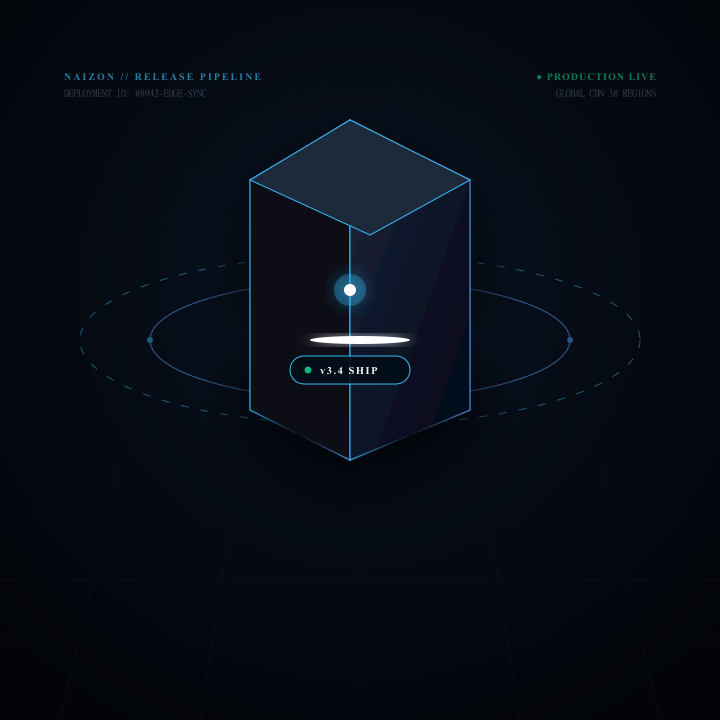 NAIZON // RELEASE PIPELINE
DEPLOYMENT ID: #8942-EDGE-SYNC
● PRODUCTION LIVE
GLOBAL CDN 38 REGIONS
v3.4 SHIP